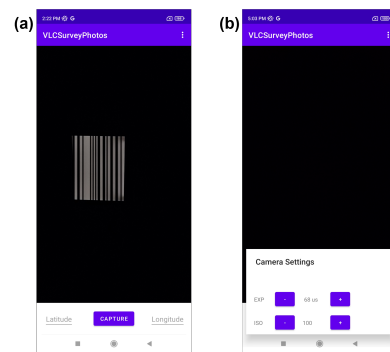 (a)
2:22 PM G
VLCSurveyPhotos
Latitude
CAPTURE
Longitude
(b)
5:03 PM G
VLCSurveyPhotos
Camera Settings
EXP - 68 us +
ISO - 100 +